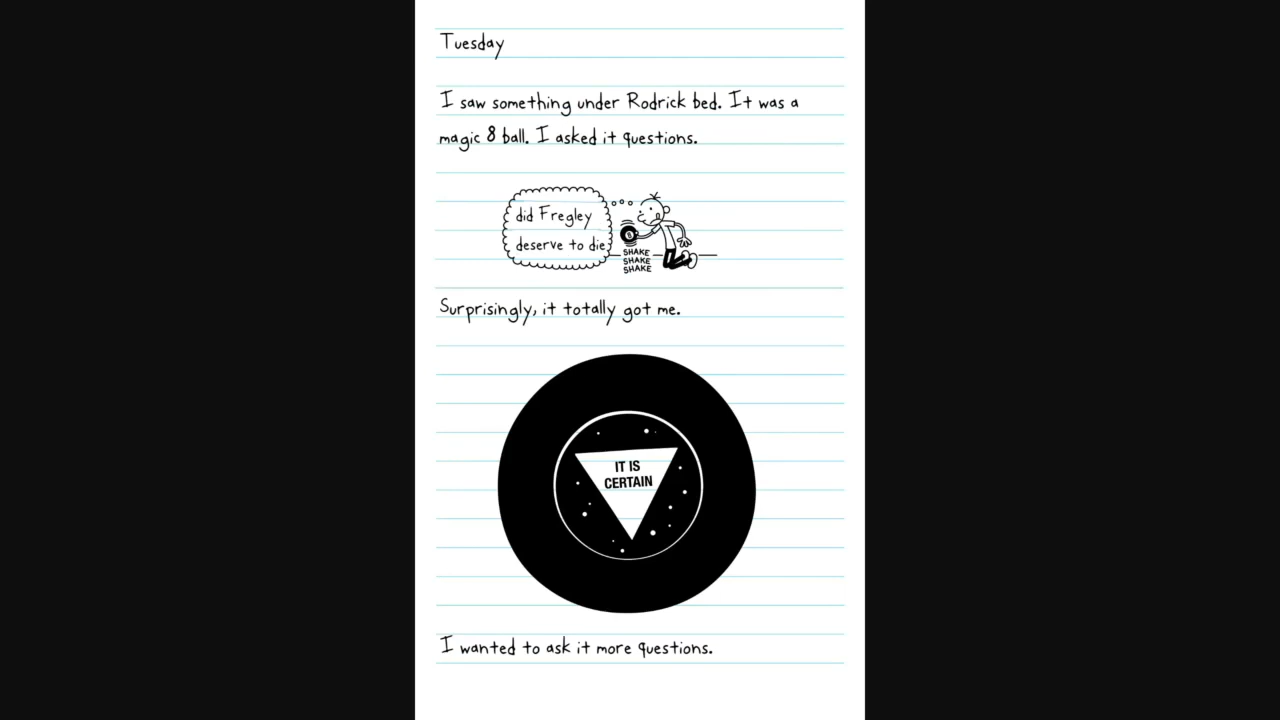 Tuesday
I saw something under Rodrick bed. It was a
magic 8 ball. I asked it questions.
did Fregley
deserve to die
8
SHAKE
SHAKE
SHAKE
Surprisingly, it totally got me.
IT IS
CERTAIN
I wanted to ask it more questions.